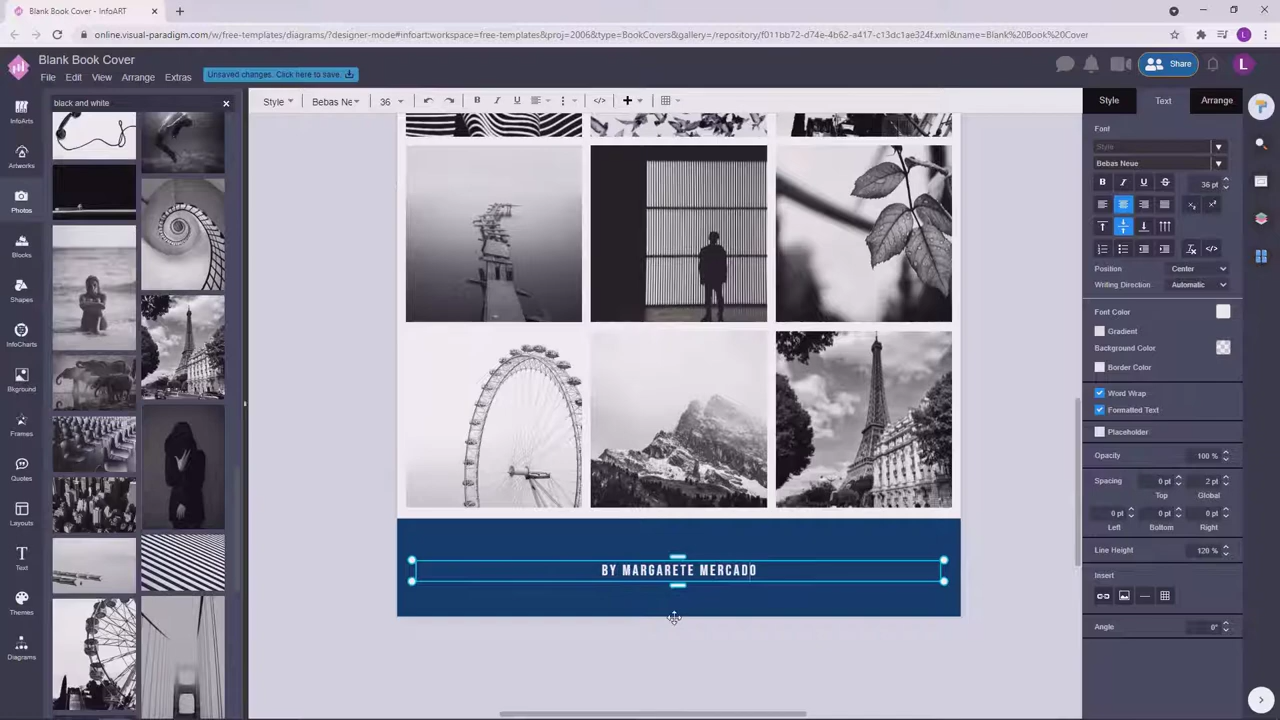 Blank Book Cover - InfoART
online.visual-paradigm.com/w/free-templates/diagrams/?designer-mode#infoart:workspace=free-templates&proj=2006&type=BookCovers&gallery=/repository/f011bb72-d74e-4b62-a417-c13dc1ae324f.xml&name=Blank%20Book%20Cover
Blank Book Cover
File Edit View Arrange Extras
Unsaved changes. Click here to save.
Share
L
L
black and white
Style
Bebas Ne
36
B I U
Style Text Arrange
InfoArts
Artworks
Photos
Blocks
Shapes
InfoCharts
Bkground
Frames
Quotes
Layouts
Text
Themes
Diagrams
BY MARGARETE MERCADO
Font
Style
Bebas Neue
B I U S
36 pt
Position Center
Writing Direction Automatic
Font Color
Gradient
Background Color
Border Color
Word Wrap
Formatted Text
Placeholder
Opacity 100 %
Spacing 0 pt 2 pt
Top Global
0 pt 0 pt 0 pt
Left Bottom Right
Line Height 120 %
Insert
Angle 0°